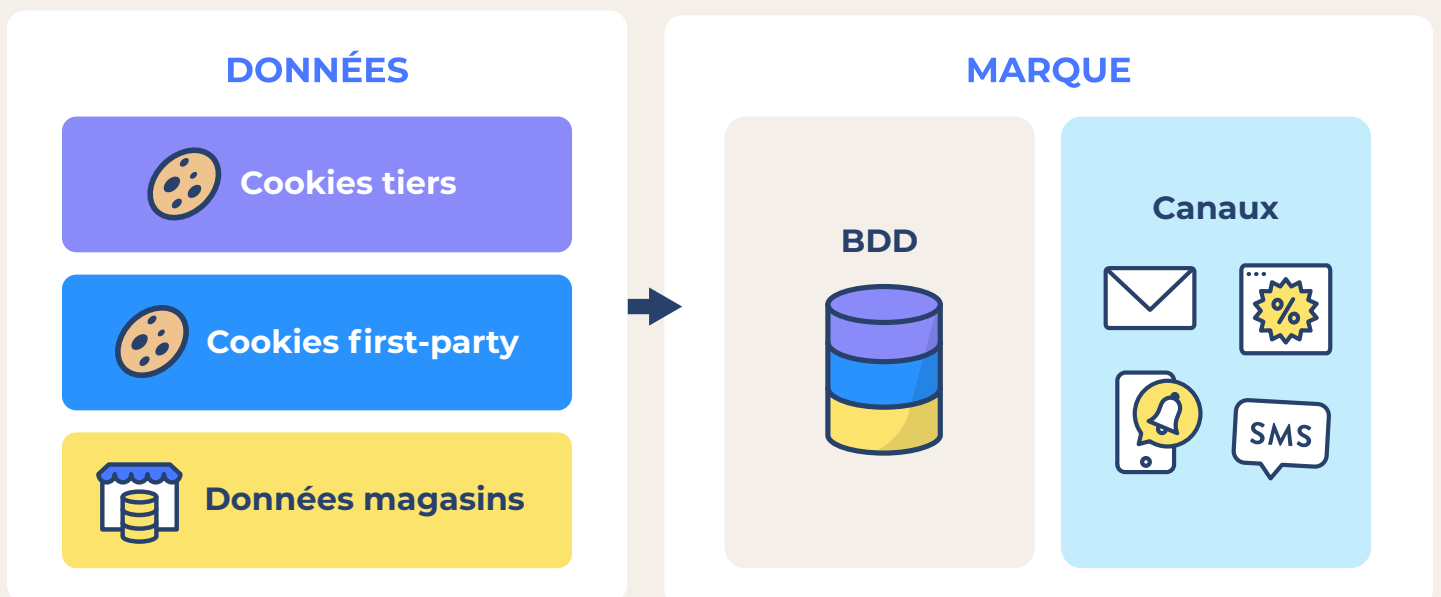 DONNÉES
Cookies tiers
Cookies first-party
Données magasins
MARQUE
BDD
Canaux
%
SMS